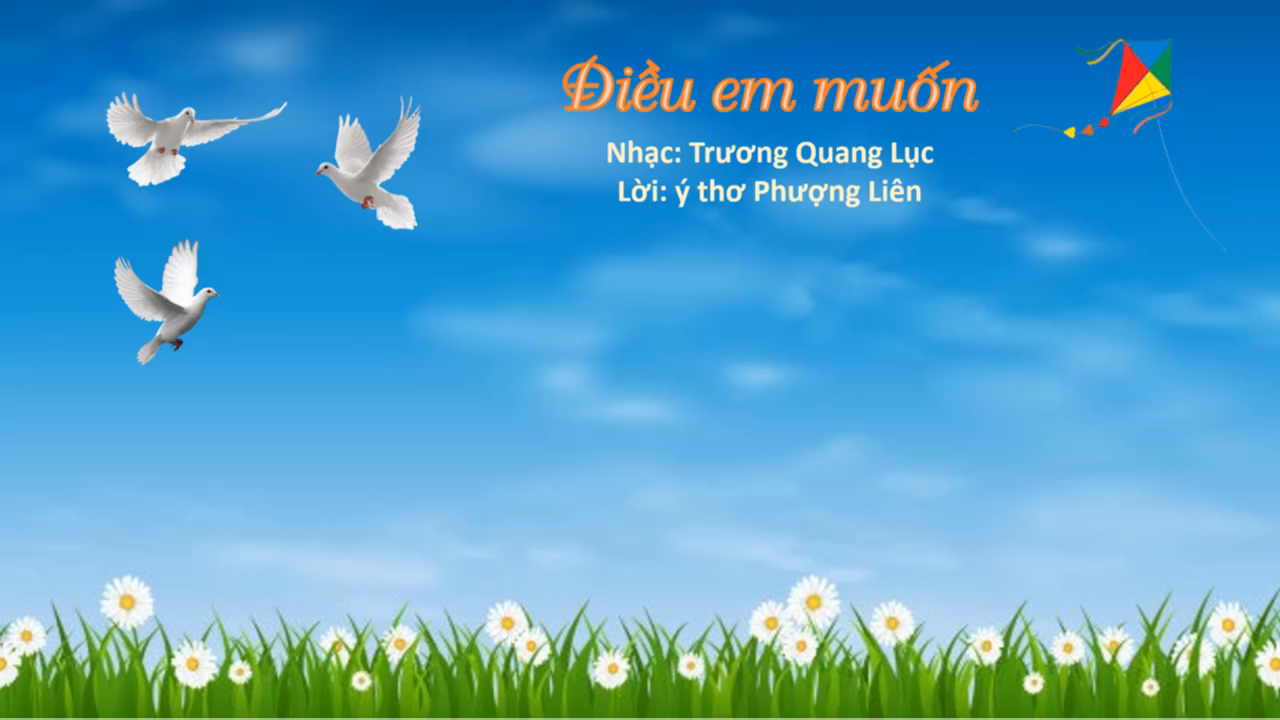 Điều em muốn
Nhạc: Trương Quang Lục
Lời: ý thơ Phượng Liên